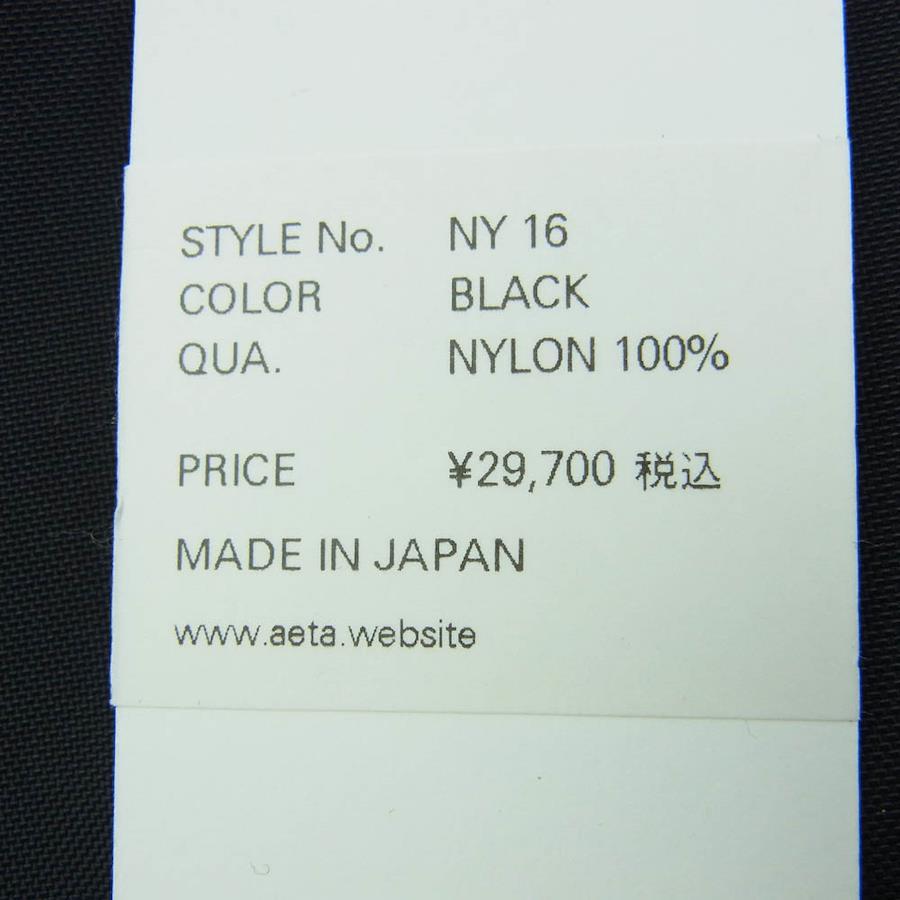 STYLE No. NY 16
COLOR BLACK
QUA. NYLON 100%
PRICE ¥29,700 税込
MADE IN JAPAN
www.aeta.website